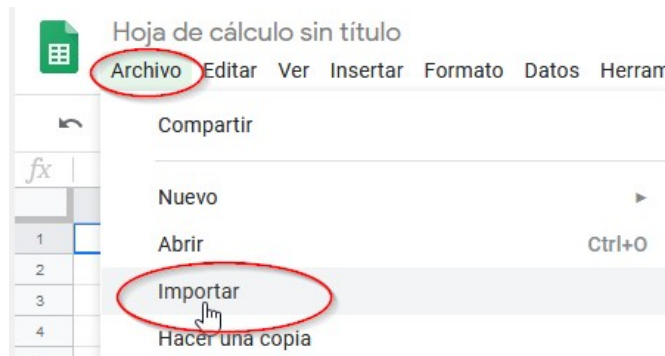 Hoja de cálculo sin título
Archivo Editar Ver Insertar Formato Datos Herram
Compartir
fx
Nuevo
1
Abrir Ctrl+O
2
3
Importar
4
Hacer una copia